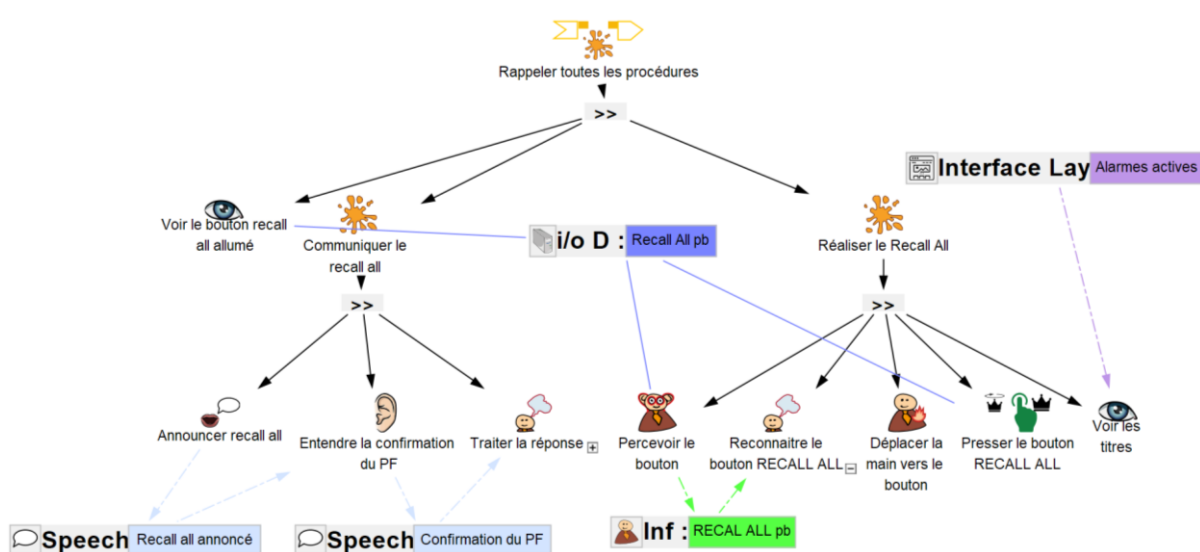 Rappeler toutes les procédures
>>
Interface Lay
Alarmes actives
Voir le bouton recall
all allumé
Communiquer le
recall all
i/o D :
Recall All pb
Réaliser le Recall All
>>
>>
Announcer recall all
Entendre la confirmation
du PF
Traiter la réponse
Percevoir le
bouton
Reconnaitre le
bouton RECALL ALL
Déplacer la
main vers le
bouton
Presser le bouton
RECALL ALL
Voir les
titres
Speech
Recall all annoncé
Speech
Confirmation du PF
Inf :
RECAL ALL pb